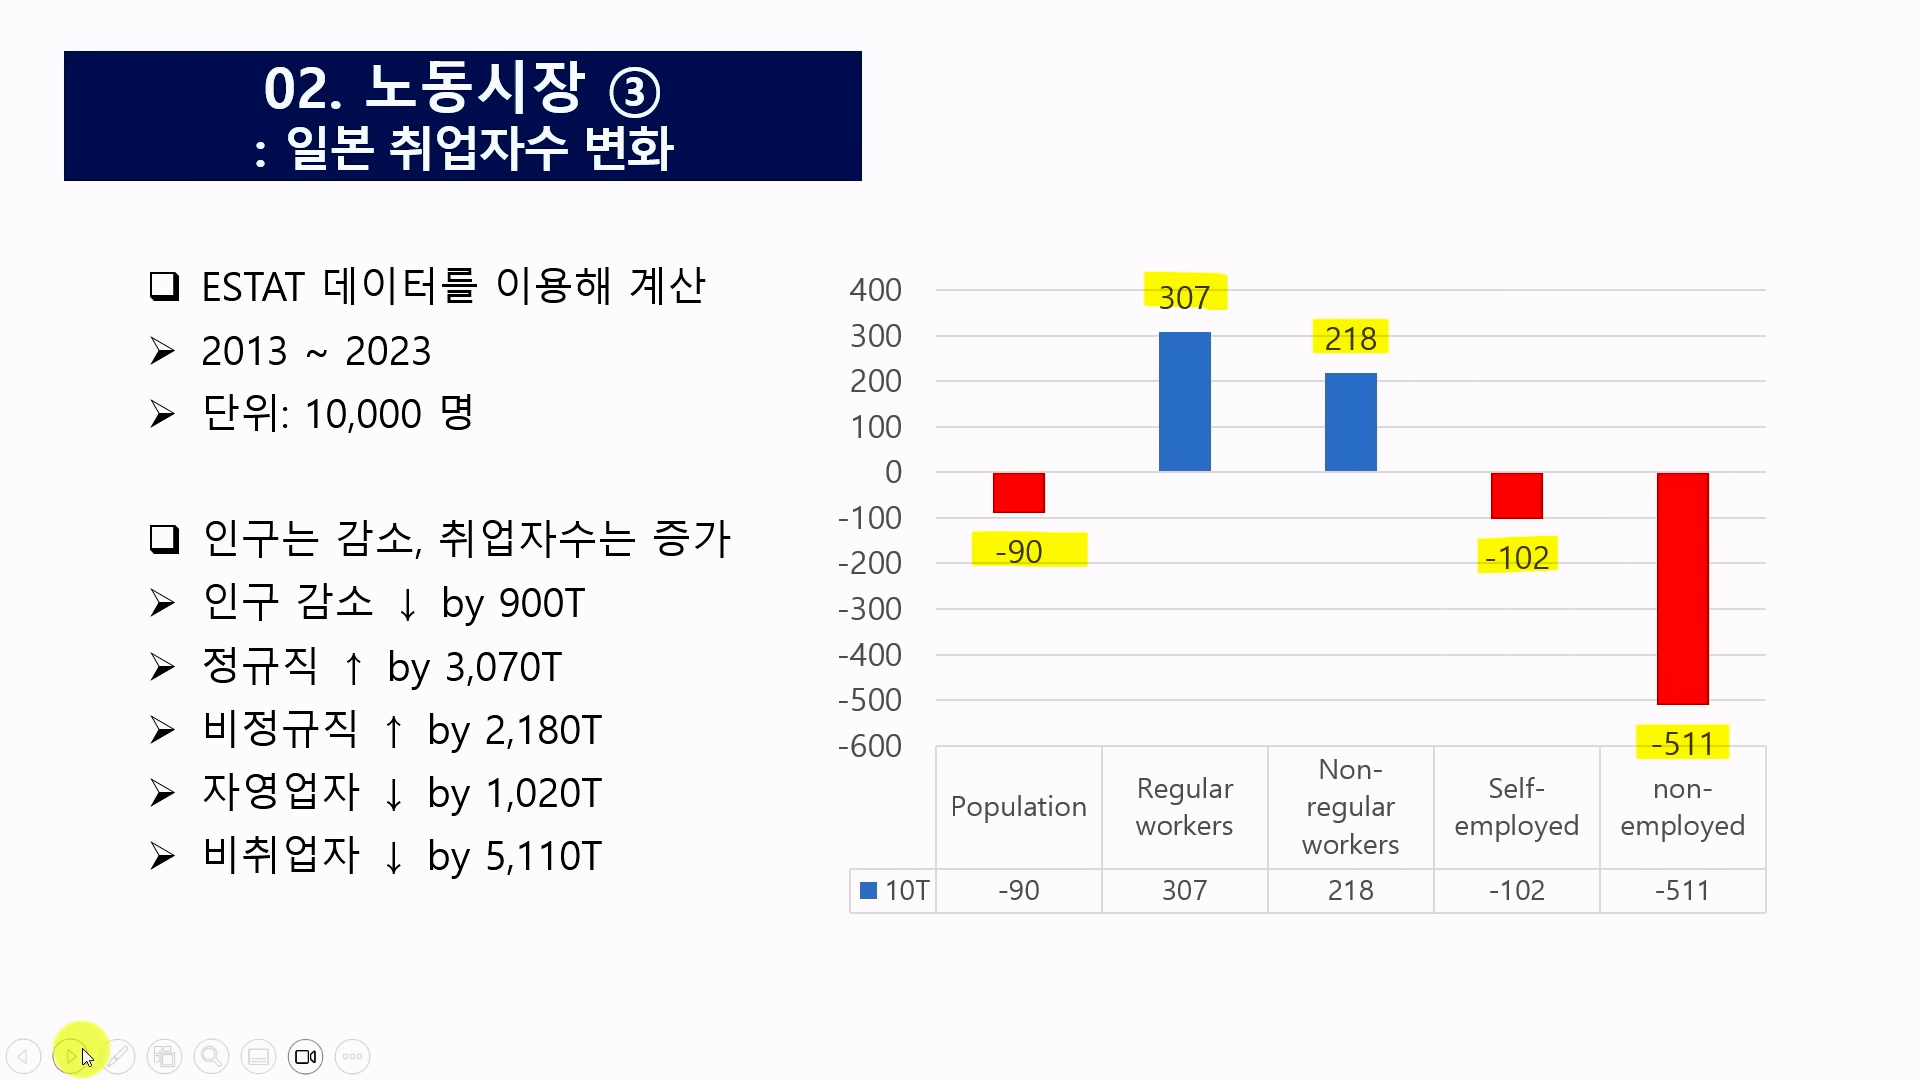 02. 노동시장 ③
: 일본 취업자수 변화
❑ ESTAT 데이터를 이용해 계산
➢ 2013 ~ 2023
➢ 단위: 10,000 명
❑ 인구는 감소, 취업자수는 증가
➢ 인구 감소 ↓ by 900T
➢ 정규직 ↑ by 3,070T
➢ 비정규직 ↑ by 2,180T
➢ 자영업자 ↓ by 1,020T
➢ 비취업자 ↓ by 5,110T
400
300
200
100
0
-100
-200
-300
-400
-500
-600
-90
307
218
-102
-511
Population
Regular
workers
Non-
regular
workers
Self-
employed
non-
employed
10T -90 307 218 -102 -511